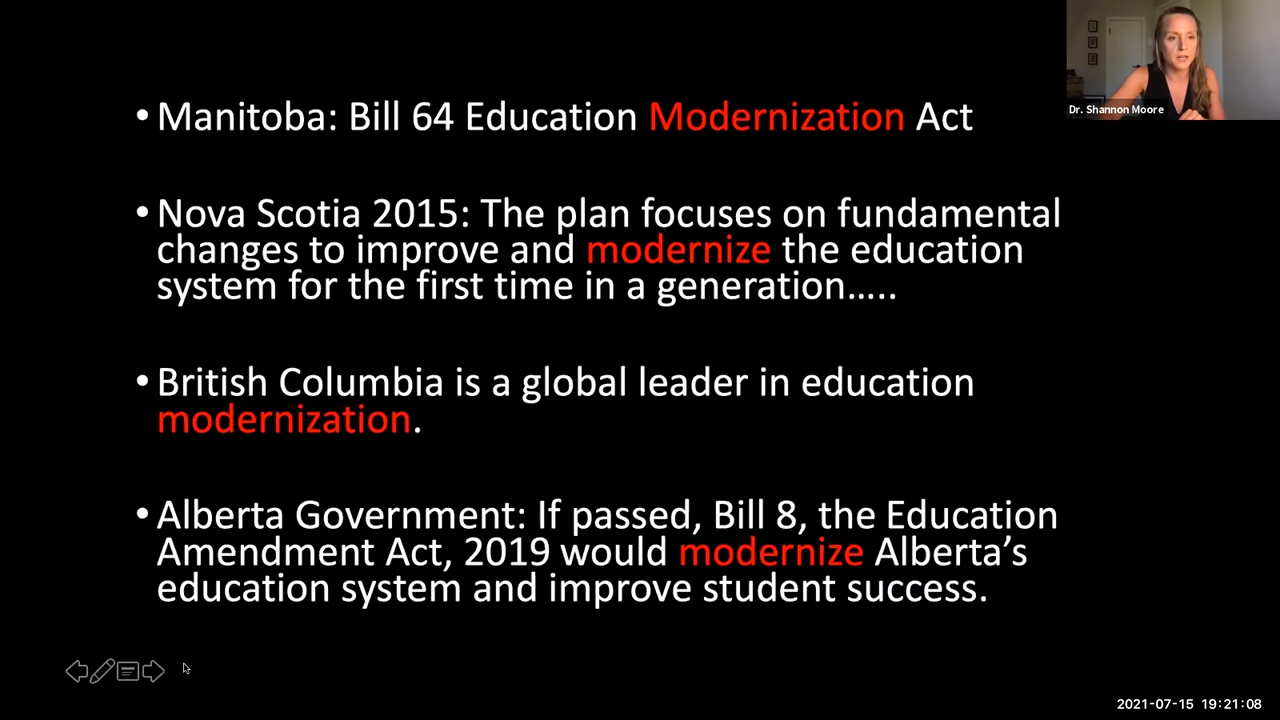 • Manitoba: Bill 64 Education Modernization Act
• Nova Scotia 2015: The plan focuses on fundamental
changes to improve and modernize the education
system for the first time in a generation…..
• British Columbia is a global leader in education
modernization.
• Alberta Government: If passed, Bill 8, the Education
Amendment Act, 2019 would modernize Alberta’s
education system and improve student success.
Dr. Shannon Moore
2021-07-15 19:21:08